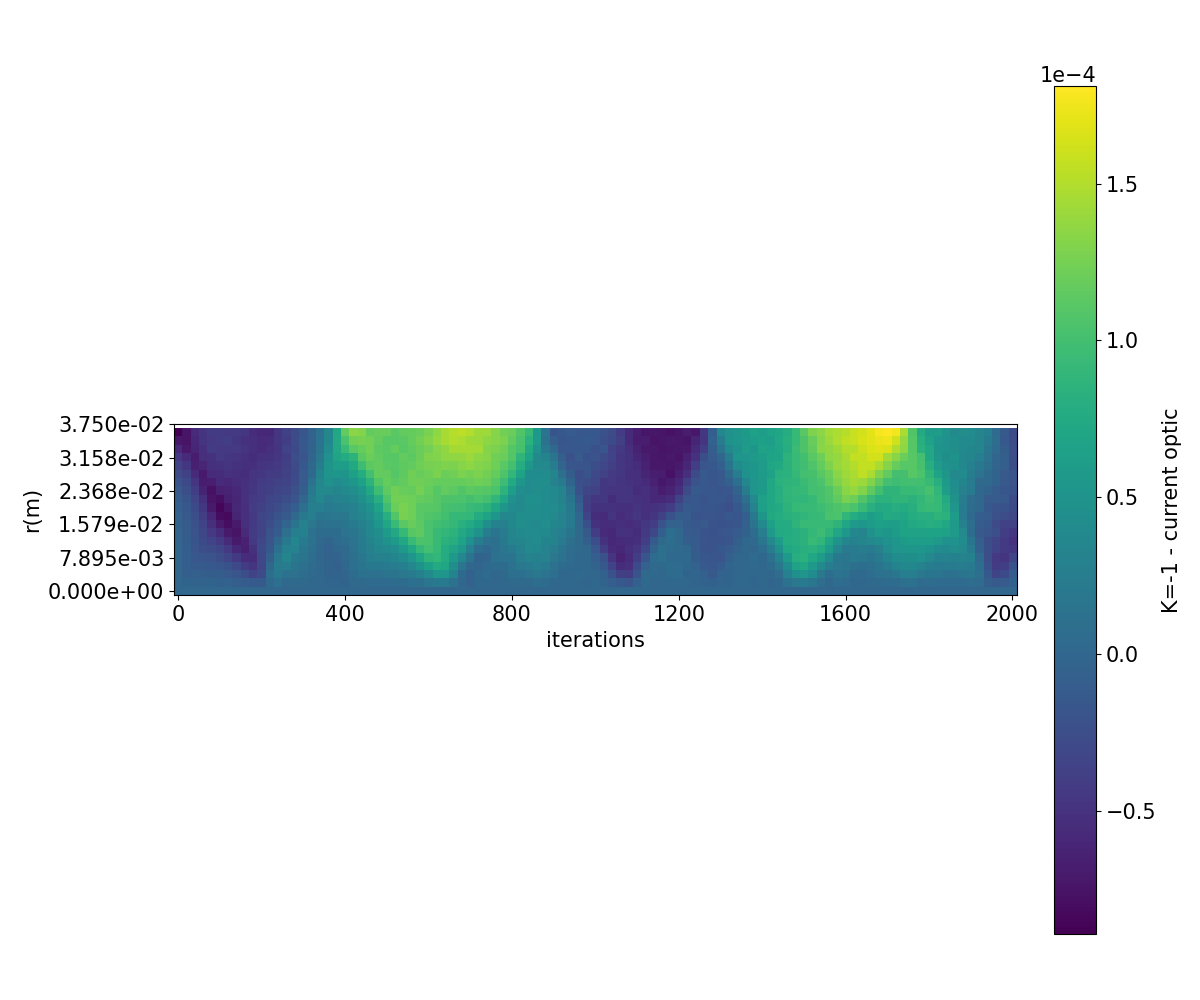 1e−4
1.5
1.0
0.5
0.0
−0.5
K=-1 - current optic
3.750e-02
3.158e-02
2.368e-02
1.579e-02
7.895e-03
0.000e+00
r(m)
0 400 800 1200 1600 2000
iterations